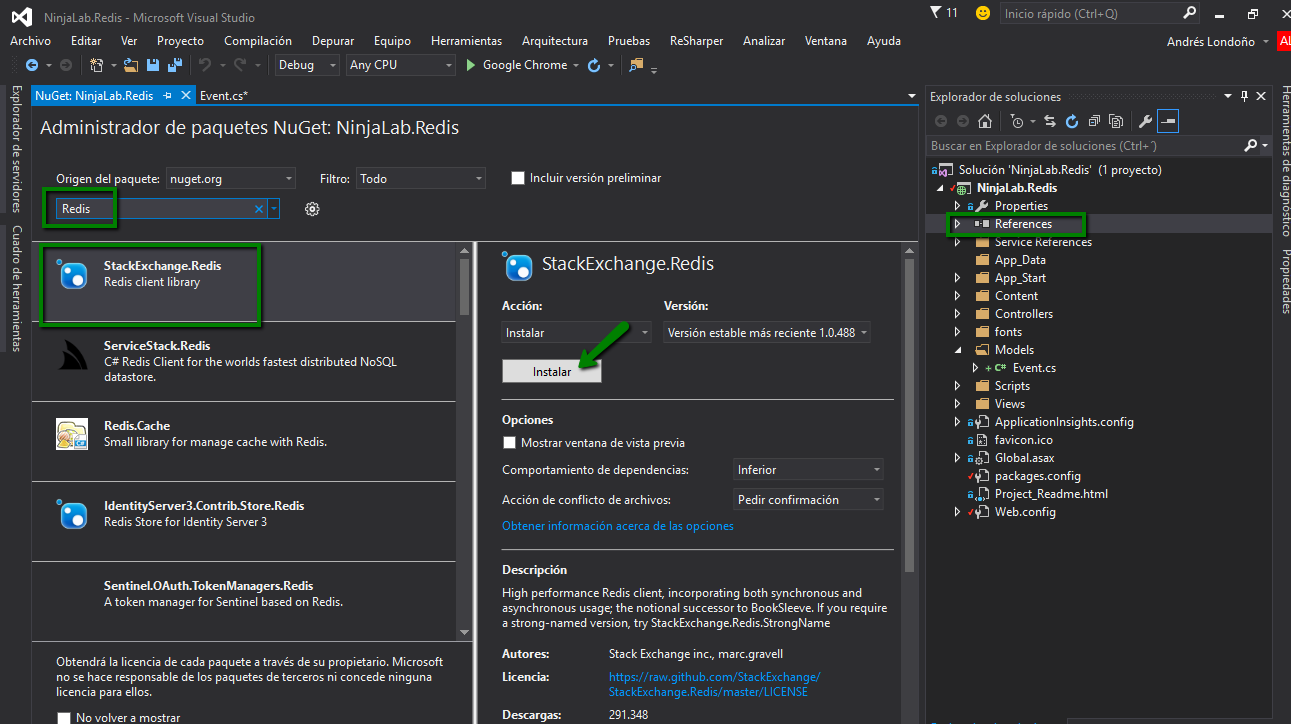 NinjaLab.Redis - Microsoft Visual Studio
11
Inicio rápido (Ctrl+Q)
Archivo Editar Ver Proyecto Compilación Depurar Equipo Herramientas Arquitectura Pruebas ReSharper Analizar Ventana Ayuda
Andrés Londoño
AL
Debug
Any CPU
Google Chrome
Explorador de servidores
Cuadro de herramientas
NuGet: NinjaLab.Redis
Event.cs*
Administrador de paquetes NuGet: NinjaLab.Redis
Origen del paquete: nuget.org
Filtro: Todo
Incluir versión preliminar
Redis
StackExchange.Redis
Redis client library
ServiceStack.Redis
C# Redis Client for the worlds fastest distributed NoSQL
datastore.
Redis.Cache
Small library for manage cache with Redis.
IdentityServer3.Contrib.Store.Redis
Redis Store for Identity Server 3
Sentinel.OAuth.TokenManagers.Redis
A token manager for Sentinel based on Redis.
Obtendrá la licencia de cada paquete a través de su propietario. Microsoft
no se hace responsable de los paquetes de terceros ni concede ninguna
licencia para ellos.
No volver a mostrar
StackExchange.Redis
Acción: Versión:
Instalar
Versión estable más reciente 1.0.488
Instalar
Opciones
Mostrar ventana de vista previa
Comportamiento de dependencias: Inferior
Acción de conflicto de archivos: Pedir confirmación
Obtener información acerca de las opciones
Descripción
High performance Redis client, incorporating both synchronous and
asynchronous usage; the notional successor to BookSleeve. If you require
a strong-named version, try StackExchange.Redis.StrongName
Autores: Stack Exchange inc., marc.gravell
Licencia: https://raw.github.com/StackExchange/
StackExchange.Redis/master/LICENSE
Descargas: 291.348
Explorador de soluciones
Buscar en Explorador de soluciones (Ctrl+´)
Solución 'NinjaLab.Redis' (1 proyecto)
NinjaLab.Redis
Properties
References
Service References
App_Data
App_Start
Content
Controllers
fonts
Models
C# Event.cs
Scripts
Views
ApplicationInsights.config
favicon.ico
Global.asax
packages.config
Project_Readme.html
Web.config
Herramientas de diagnóstico
Propiedades